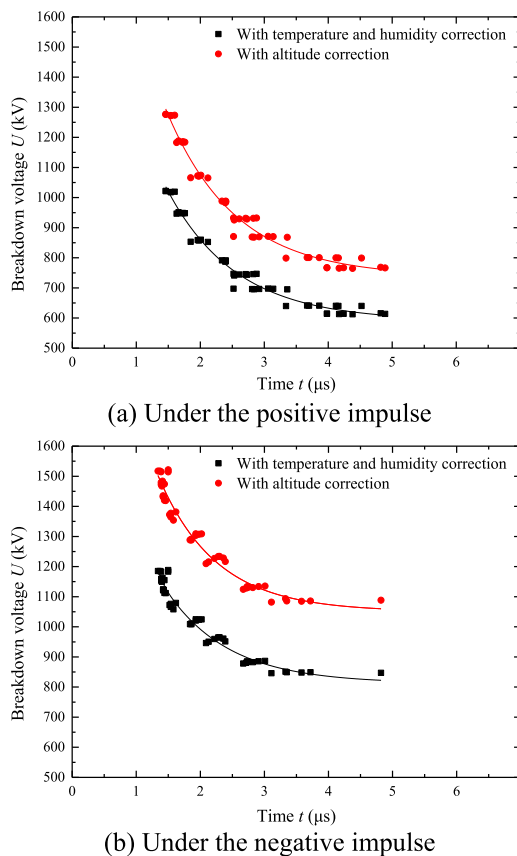 1600
1500
1400
1300
1200
1100
1000
900
800
700
600
500
Breakdown voltage U (kV)
With temperature and humidity correction
With altitude correction
0 1 2 3 4 5 6
Time t (μs)
(a) Under the positive impulse
1600
1500
1400
1300
1200
1100
1000
900
800
700
600
500
Breakdown voltage U (kV)
With temperature and humidity correction
With altitude correction
0 1 2 3 4 5 6
Time t (μs)
(b) Under the negative impulse